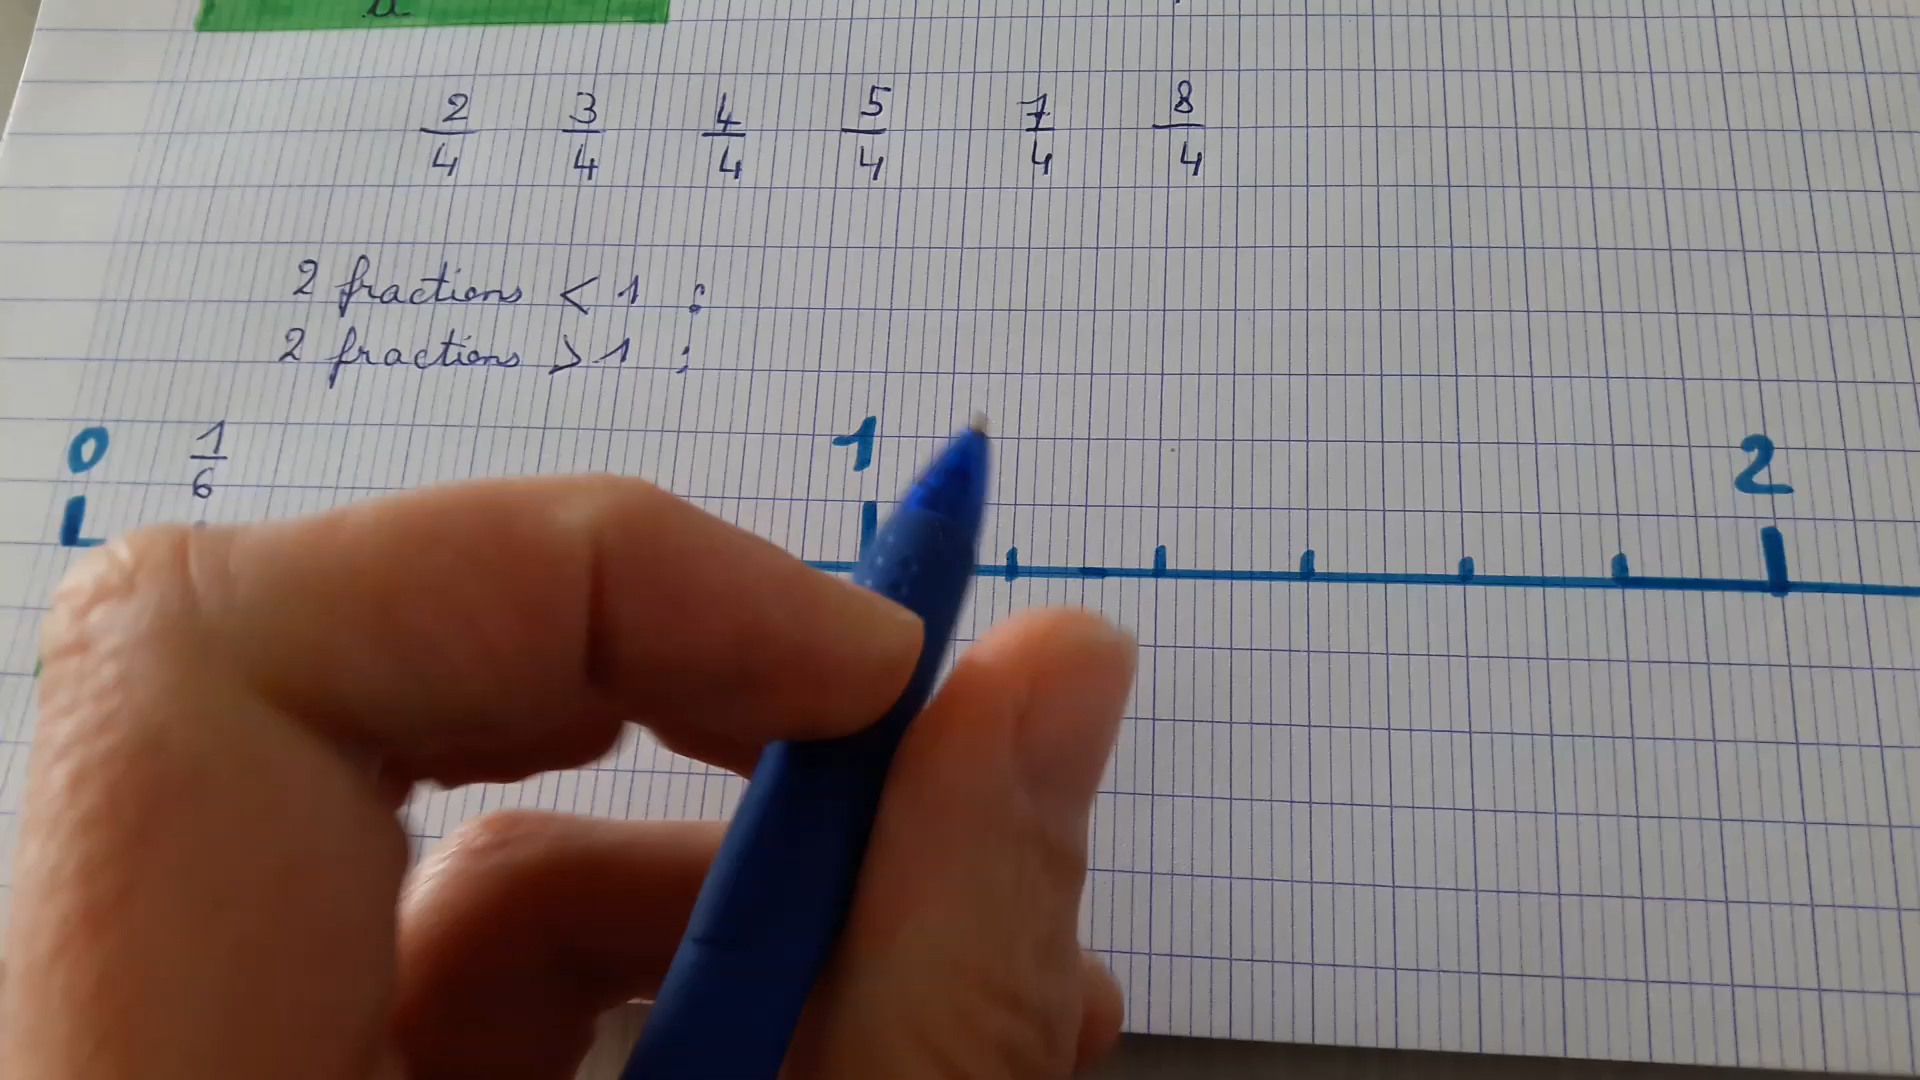 u
2/4 3/4 4/4 5/4 7/4 8/4
2 fractions < 1 :
2 fractions > 1 :
0 1/6 1 2